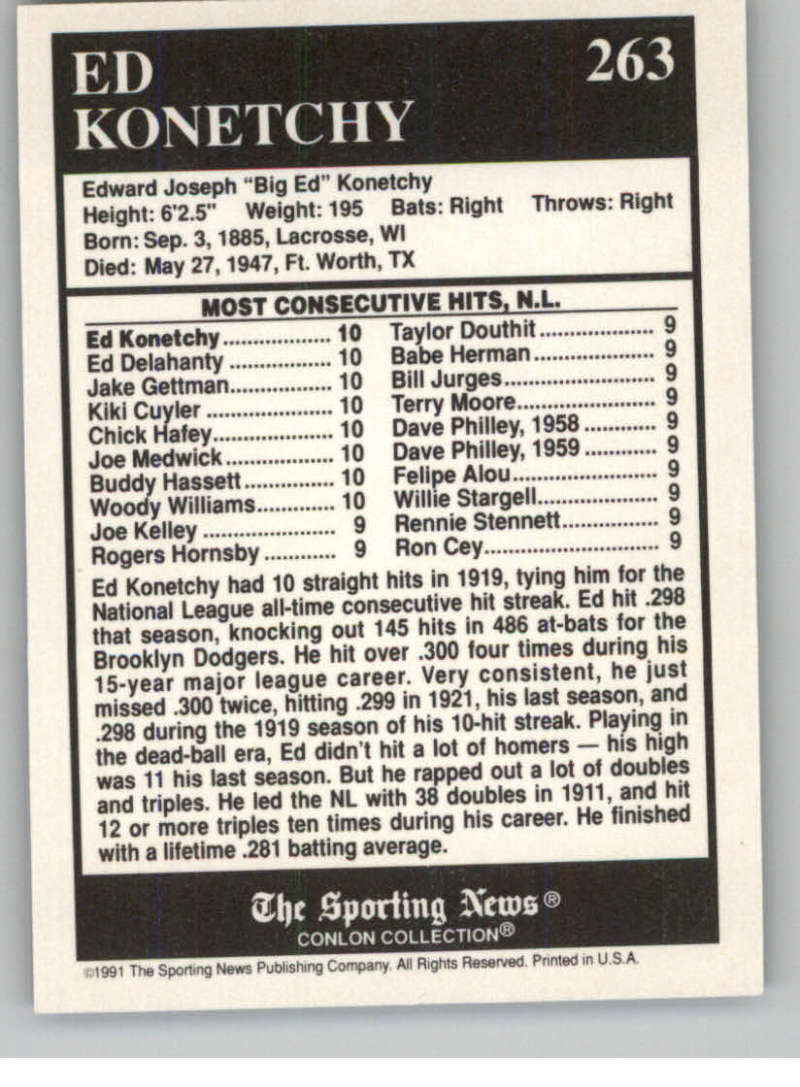 ED
KONETCHY
263
Edward Joseph "Big Ed" Konetchy
Height: 6'2.5" Weight: 195 Bats: Right Throws: Right
Born: Sep. 3, 1885, Lacrosse, WI
Died: May 27, 1947, Ft. Worth, TX
MOST CONSECUTIVE HITS, N.L.
Ed Konetchy.................. 10
Ed Delahanty ................. 10
Jake Gettman................. 10
Kiki Cuyler ..................... 10
Chick Hafey.................... 10
Joe Medwick.................. 10
Buddy Hassett............... 10
Woody Williams............. 10
Joe Kelley ...................... 9
Rogers Hornsby ............ 9
Taylor Douthit................... 9
Babe Herman.................... 9
Bill Jurges......................... 9
Terry Moore....................... 9
Dave Philley, 1958 ............ 9
Dave Philley, 1959 ............ 9
Felipe Alou........................ 9
Willie Stargell.................... 9
Rennie Stennett................ 9
Ron Cey............................. 9
Ed Konetchy had 10 straight hits in 1919, tying him for the
National League all-time consecutive hit streak. Ed hit .298
that season, knocking out 145 hits in 486 at-bats for the
Brooklyn Dodgers. He hit over .300 four times during his
15-year major league career. Very consistent, he just
missed .300 twice, hitting .299 in 1921, his last season, and
.298 during the 1919 season of his 10-hit streak. Playing in
the dead-ball era, Ed didn't hit a lot of homers — his high
was 11 his last season. But he rapped out a lot of doubles
and triples. He led the NL with 38 doubles in 1911, and hit
12 or more triples ten times during his career. He finished
with a lifetime .281 batting average.
The Sporting News®
CONLON COLLECTION®
©1991 The Sporting News Publishing Company. All Rights Reserved. Printed in U.S.A.